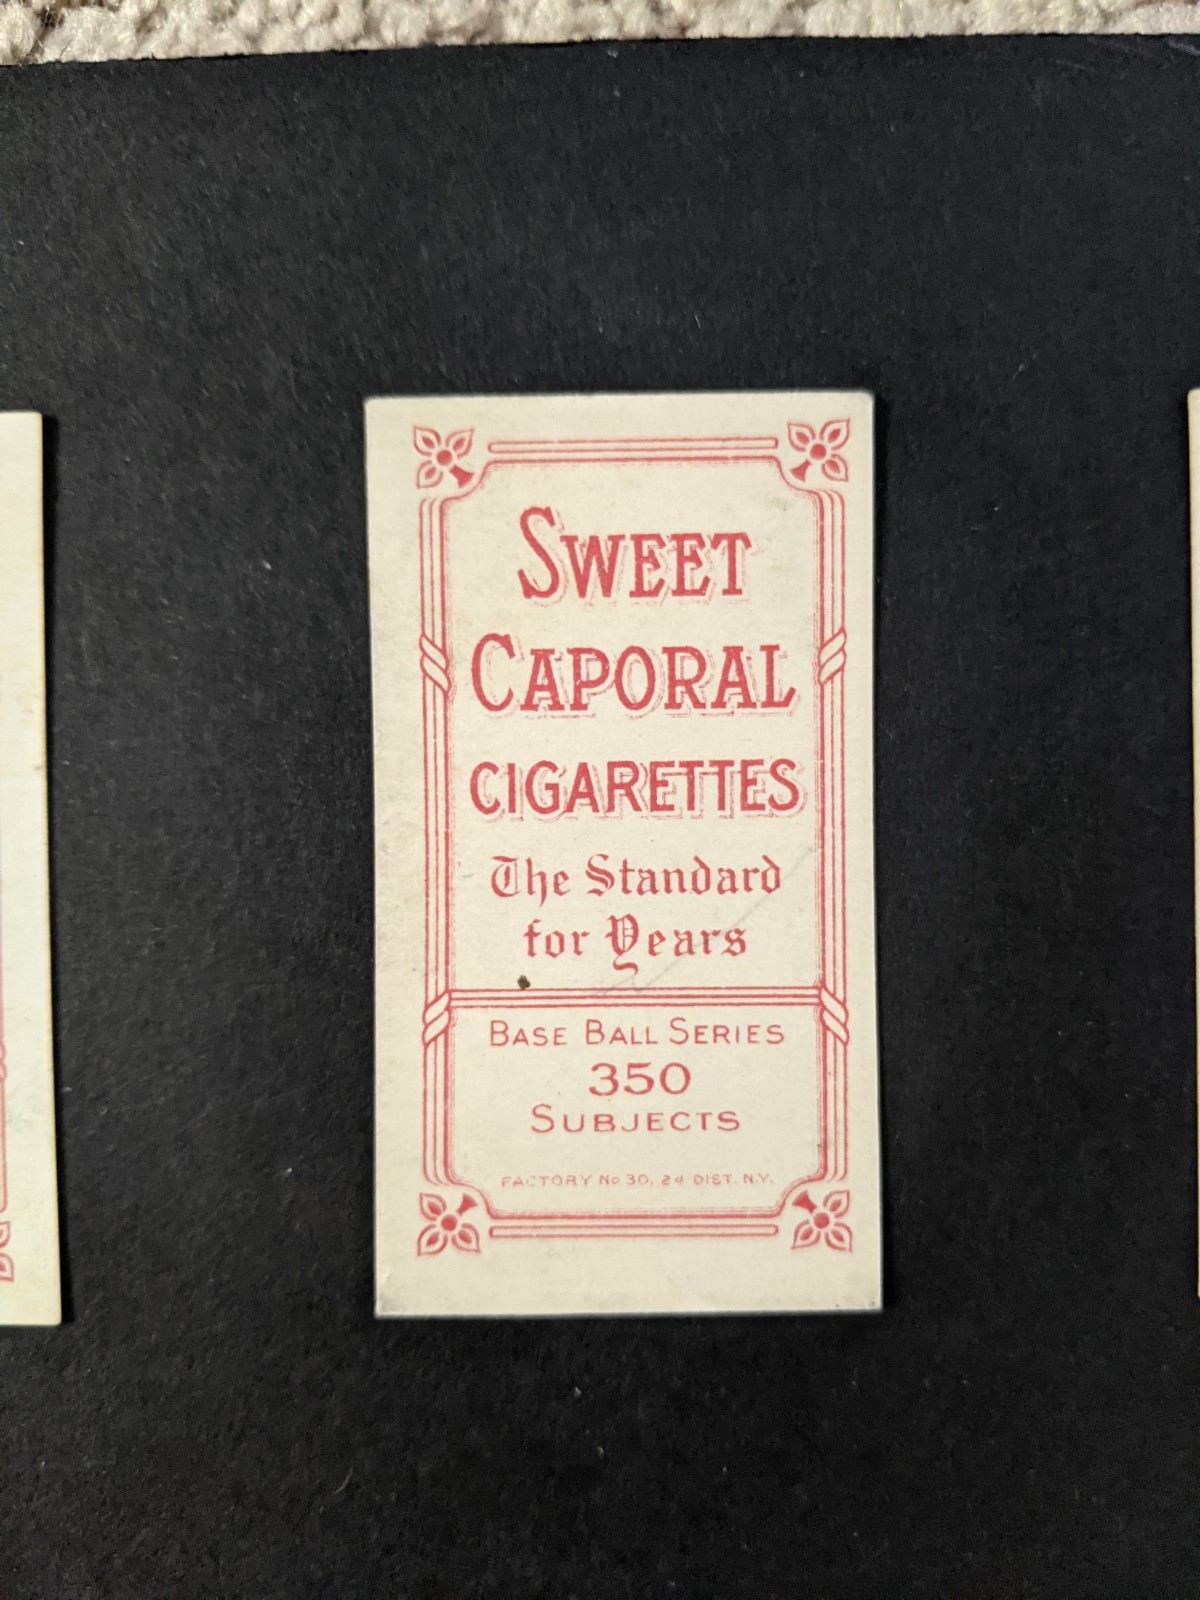 SWEET
CAPORAL
CIGARETTES
The Standard
for Years
BASE BALL SERIES
350
SUBJECTS
FACTORY No. 30, 2d DIST. N.Y.